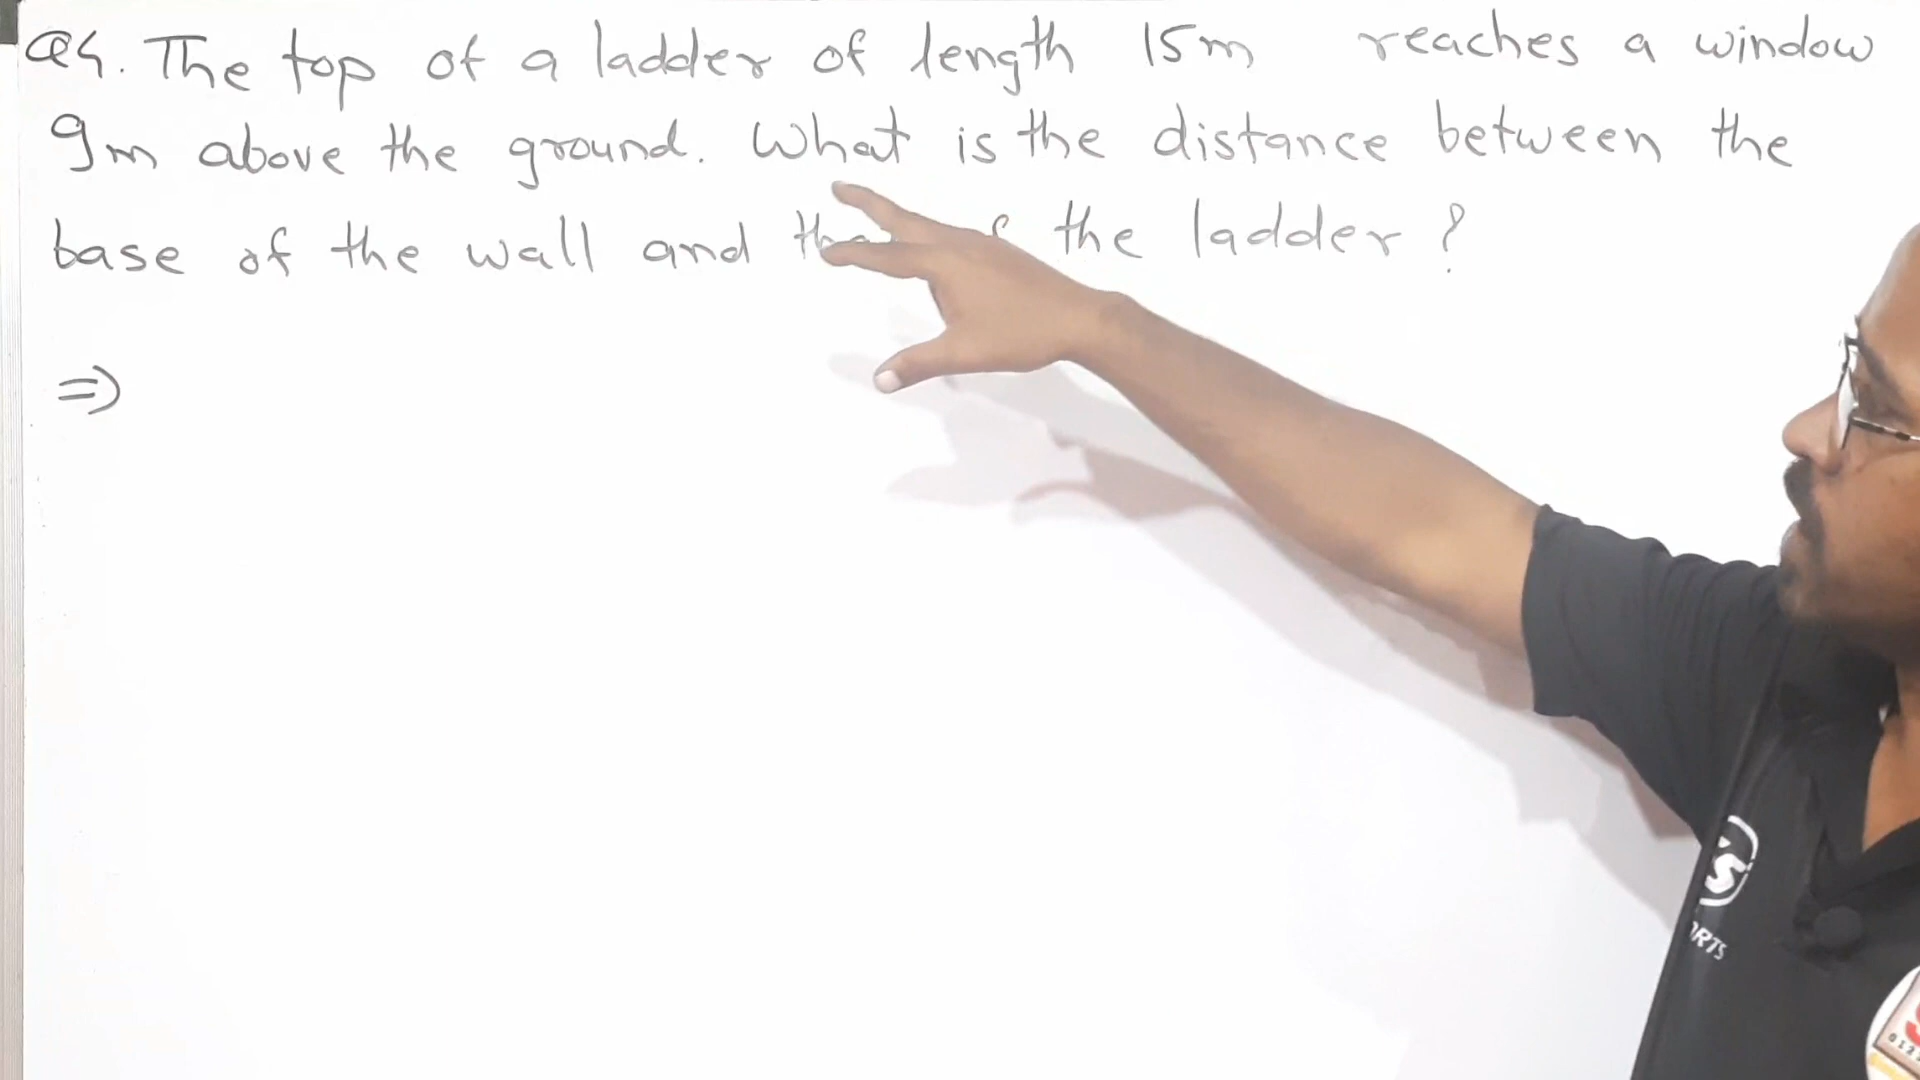 Q4. The top of a ladder of length 15m reaches a window
9m above the ground. What is the distance between the
base of the wall and the ladder?
⇒
S
RTS